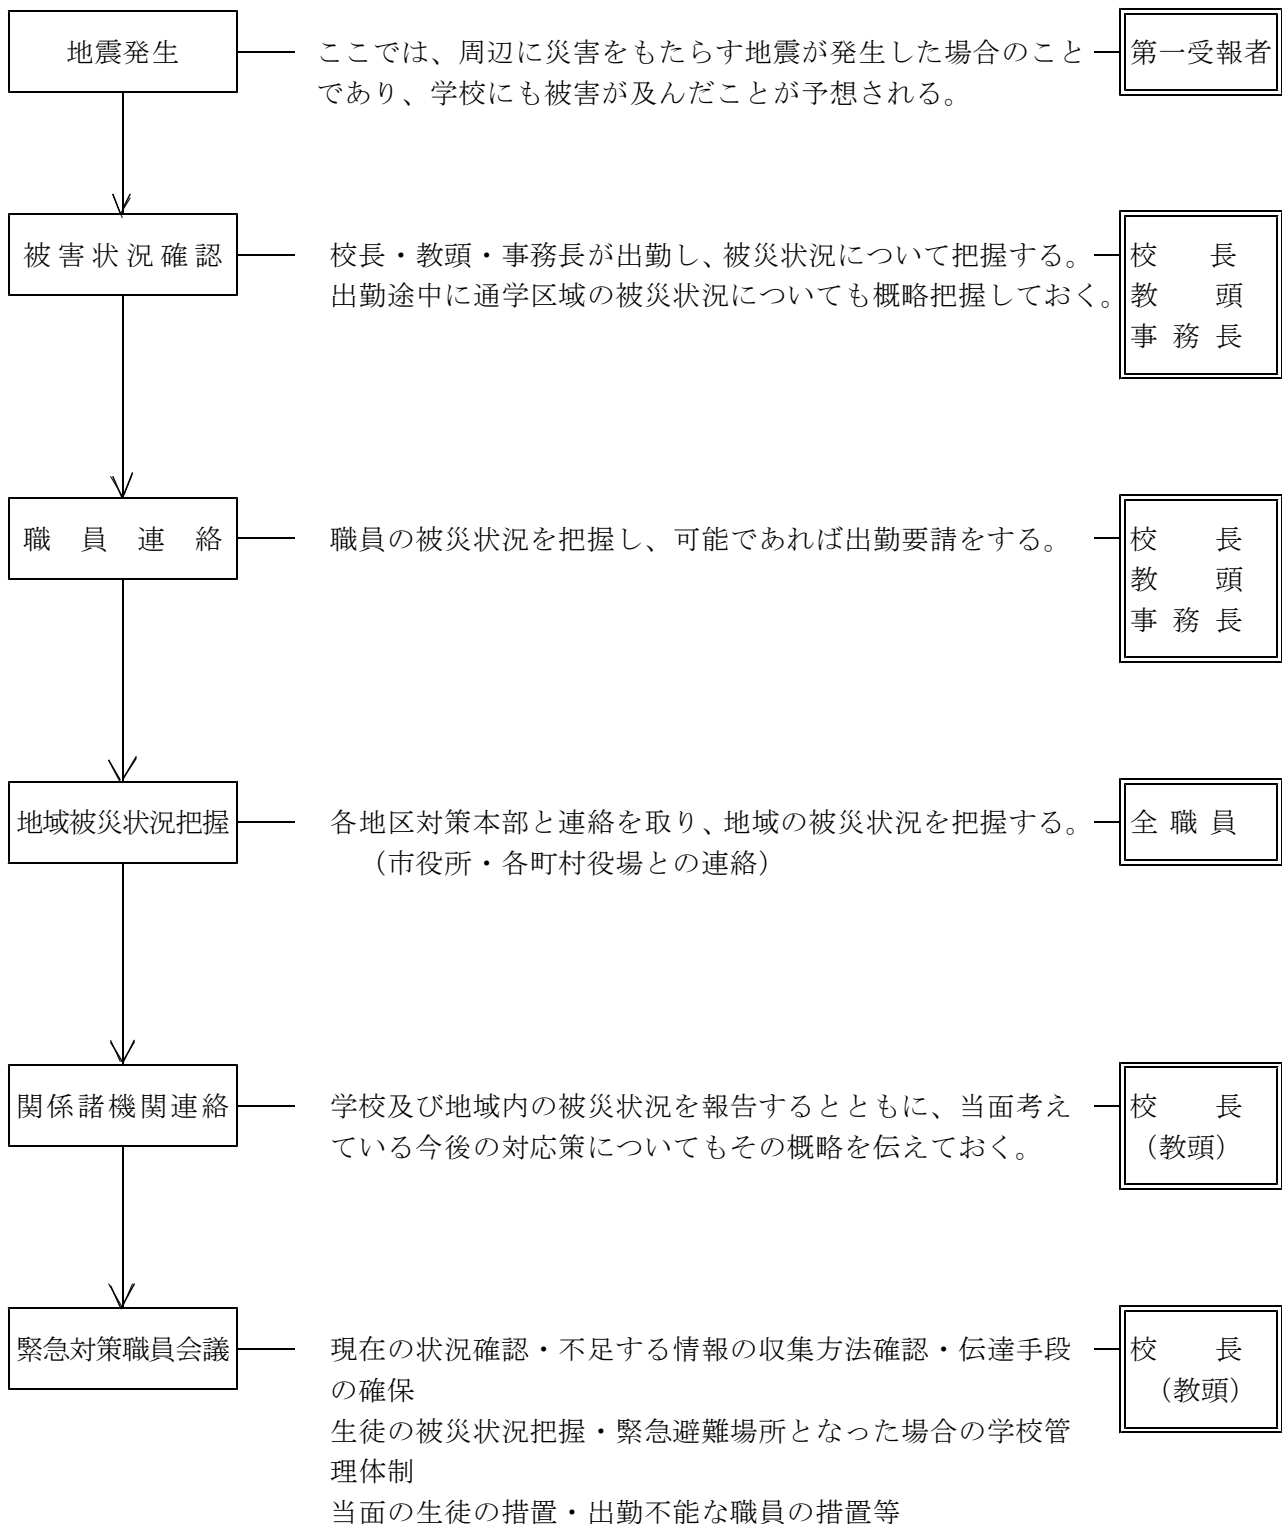 地震発生
ここでは、周辺に災害をもたらす地震が発生した場合のこと
であり、学校にも被害が及んだことが予想される。
第一受報者
被害状況確認
校長・教頭・事務長が出勤し、被災状況について把握する。
出勤途中に通学区域の被災状況についても概略把握しておく。
校　　長
教　　頭
事 務 長
職　員　連　絡
職員の被災状況を把握し、可能であれば出勤要請をする。
校　　長
教　　頭
事 務 長
地域被災状況把握
各地区対策本部と連絡を取り、地域の被災状況を把握する。
（市役所・各町村役場との連絡）
全 職 員
関係諸機関連絡
学校及び地域内の被災状況を報告するとともに、当面考え
ている今後の対応策についてもその概略を伝えておく。
校　　長
（教頭）
緊急対策職員会議
現在の状況確認・不足する情報の収集方法確認・伝達手段
の確保
生徒の被災状況把握・緊急避難場所となった場合の学校管
理体制
当面の生徒の措置・出勤不能な職員の措置等
校　　長
（教頭）